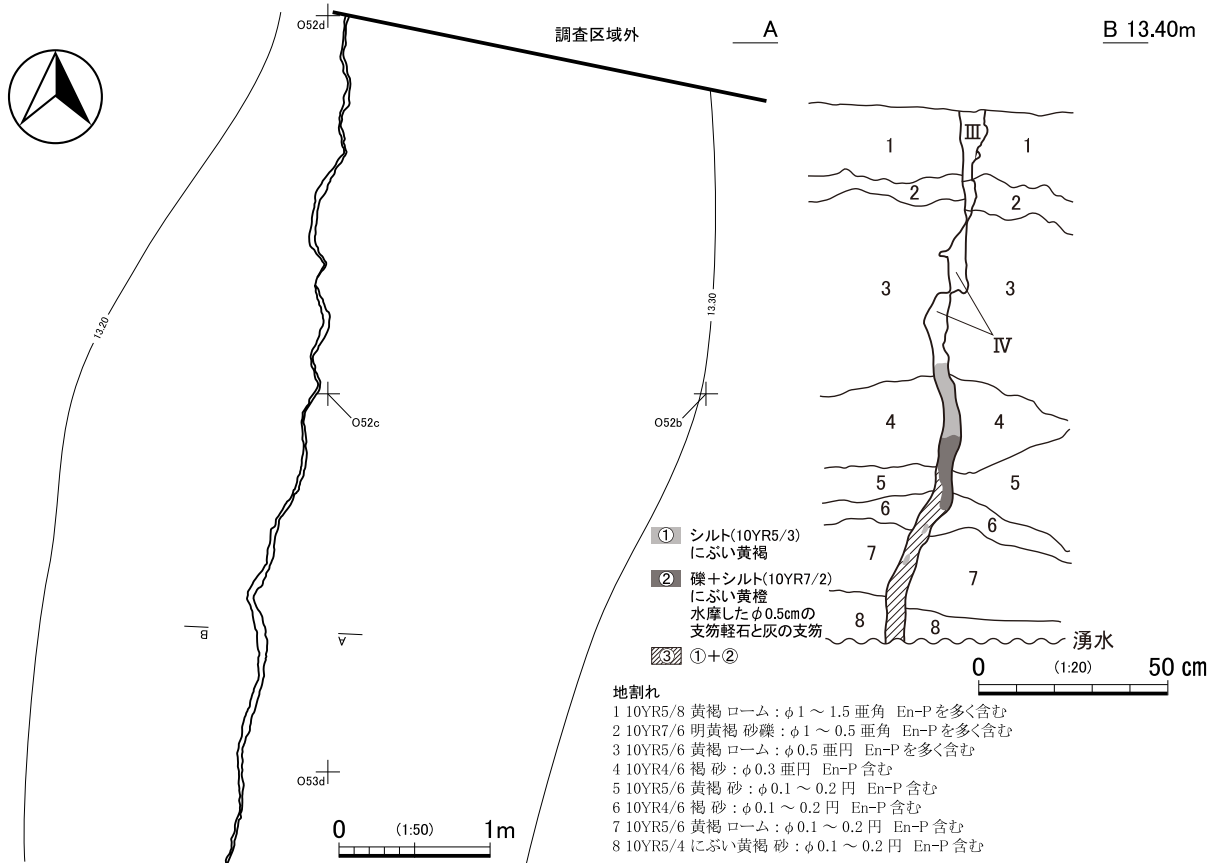 O52d
調査区域外
A
B 13.40m
13.20
13.30
O52c
O52b
B
A
O53d
0 (1:50) 1m
Ⅲ
1
1
2
2
3
3
Ⅳ
4
4
5
5
6
6
7
7
8
8
湧水
0 (1:20) 50 cm
① シルト(10YR5/3)
にぶい黄褐
② 礫+シルト(10YR7/2)
にぶい黄橙
水摩したφ0.5cmの
支笏軽石と灰の支笏
③ ①+②
地割れ
1 10YR5/8 黄褐 ローム:φ1～1.5 亜角 En-Pを多く含む
2 10YR7/6 明黄褐 砂礫:φ1～0.5 亜角 En-Pを多く含む
3 10YR5/6 黄褐 ローム:φ0.5 亜円 En-Pを多く含む
4 10YR4/6 褐 砂:φ0.3 亜円 En-P 含む
5 10YR5/6 黄褐 砂:φ0.1～0.2 円 En-P 含む
6 10YR4/6 褐 砂:φ0.1～0.2 円 En-P 含む
7 10YR5/6 黄褐 ローム:φ0.1～0.2 円 En-P 含む
8 10YR5/4 にぶい黄褐 砂:φ0.1～0.2 円 En-P 含む